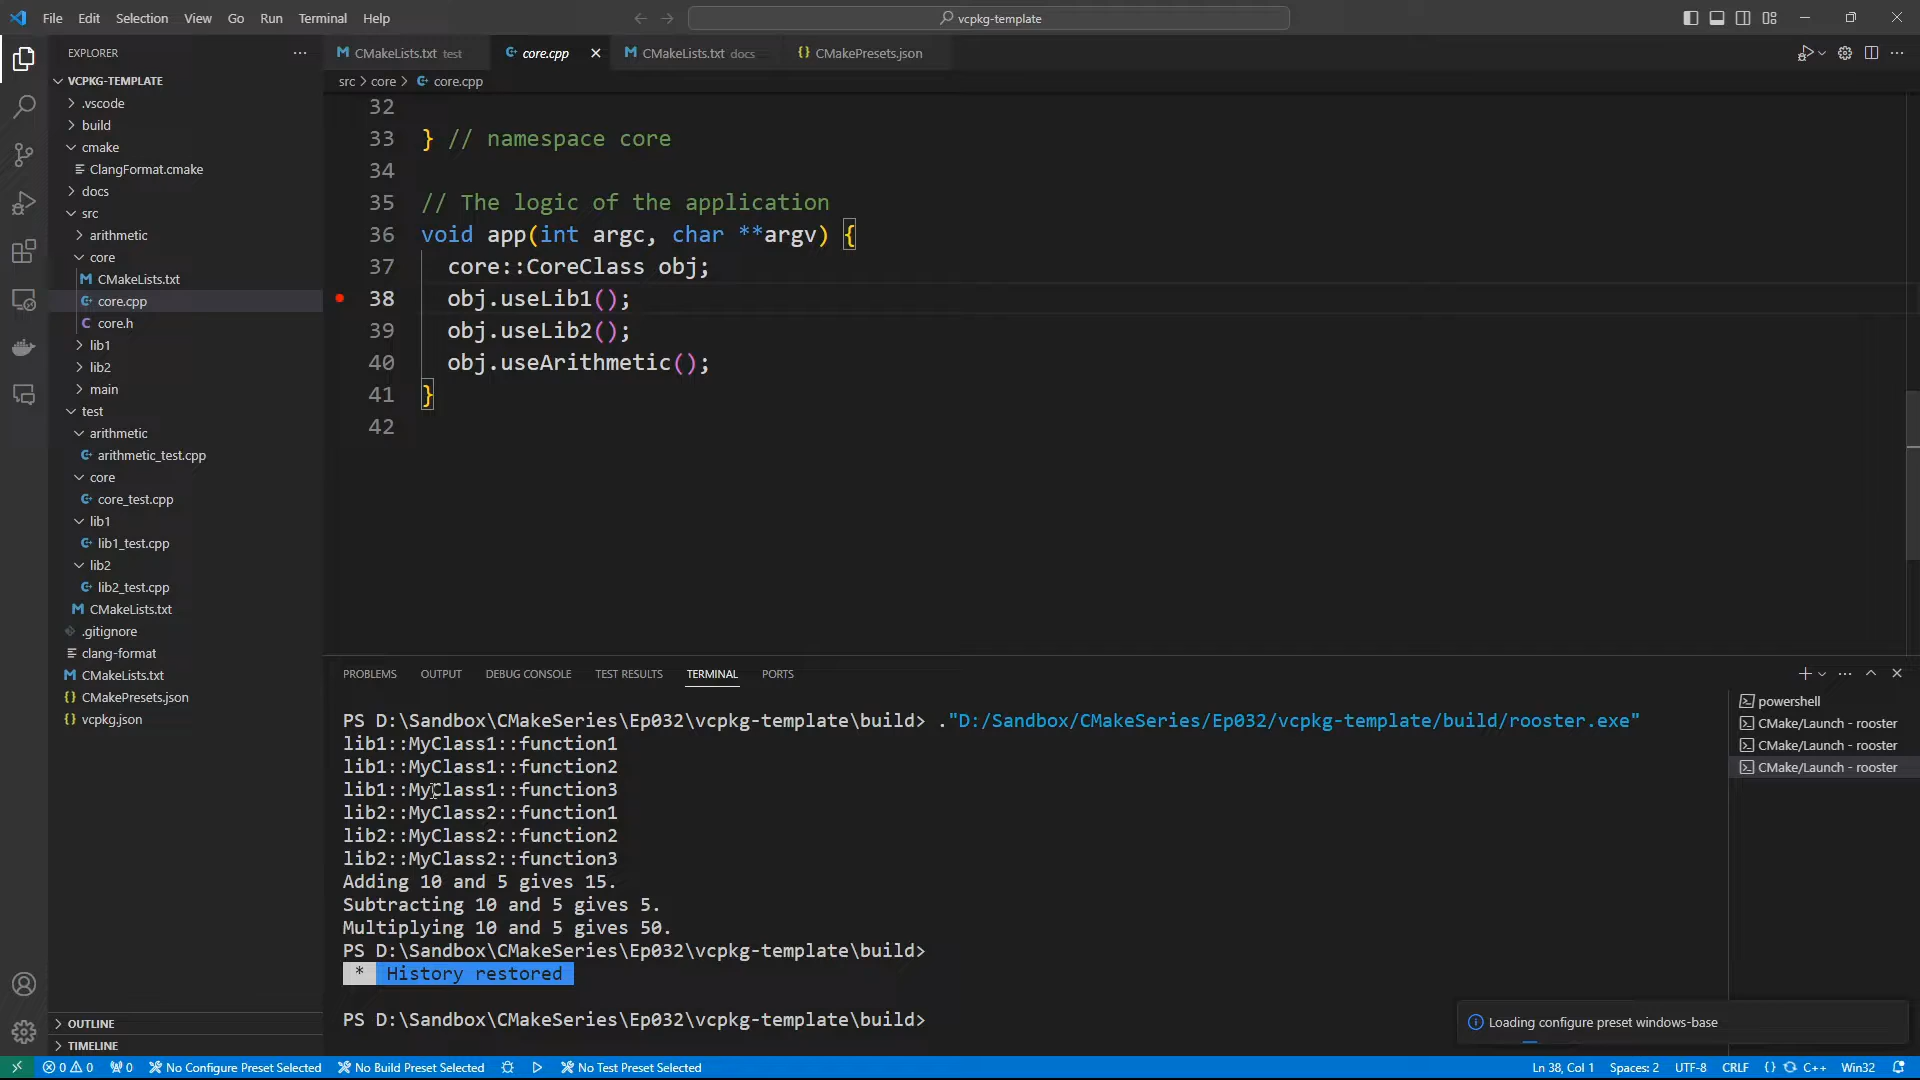 File Edit Selection View Go Run Terminal Help
vcpkg-template
EXPLORER
VCPKG-TEMPLATE
.vscode
build
cmake
ClangFormat.cmake
docs
src
arithmetic
core
CMakeLists.txt
core.cpp
core.h
lib1
lib2
main
test
arithmetic
arithmetic_test.cpp
core
core_test.cpp
lib1
lib1_test.cpp
lib2
lib2_test.cpp
CMakeLists.txt
.gitignore
clang-format
CMakeLists.txt
CMakePresets.json
vcpkg.json
OUTLINE
TIMELINE
CMakeLists.txt test
core.cpp
CMakeLists.txt docs
CMakePresets.json
src > core > core.cpp
32
33 } // namespace core
34
35 // The logic of the application
36 void app(int argc, char **argv) {
37 core::CoreClass obj;
38 obj.useLib1();
39 obj.useLib2();
40 obj.useArithmetic();
41 }
42
PROBLEMS OUTPUT DEBUG CONSOLE TEST RESULTS TERMINAL PORTS
PS D:\Sandbox\CMakeSeries\Ep032\vcpkg-template\build> ."D:/Sandbox/CMakeSeries/Ep032/vcpkg-template/build/rooster.exe"
lib1::MyClass1::function1
lib1::MyClass1::function2
lib1::MyClass1::function3
lib2::MyClass2::function1
lib2::MyClass2::function2
lib2::MyClass2::function3
Adding 10 and 5 gives 15.
Subtracting 10 and 5 gives 5.
Multiplying 10 and 5 gives 50.
PS D:\Sandbox\CMakeSeries\Ep032\vcpkg-template\build>
* History restored
PS D:\Sandbox\CMakeSeries\Ep032\vcpkg-template\build>
powershell
CMake/Launch - rooster
CMake/Launch - rooster
CMake/Launch - rooster
Loading configure preset windows-base
0 0 0 No Configure Preset Selected No Build Preset Selected No Test Preset Selected Ln 38, Col 1 Spaces: 2 UTF-8 CRLF {} C++ Win32